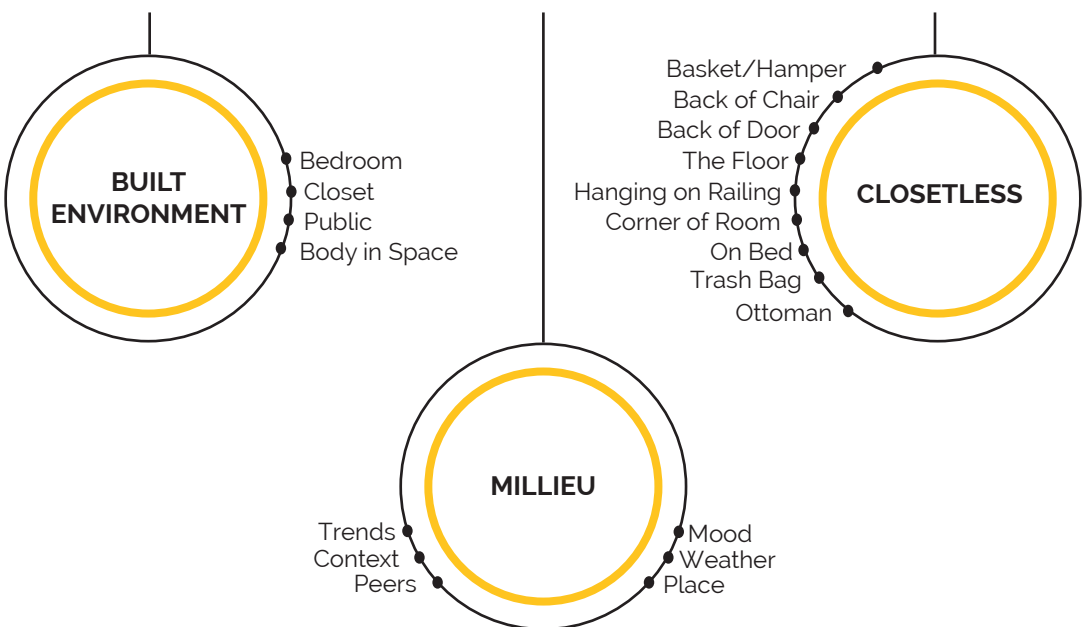 BUILT
ENVIRONMENT
Bedroom
Closet
Public
Body in Space
Basket/Hamper
Back of Chair
Back of Door
The Floor
Hanging on Railing
Corner of Room
On Bed
Trash Bag
Ottoman
CLOSETLESS
MILLIEU
Trends
Context
Peers
Mood
Weather
Place